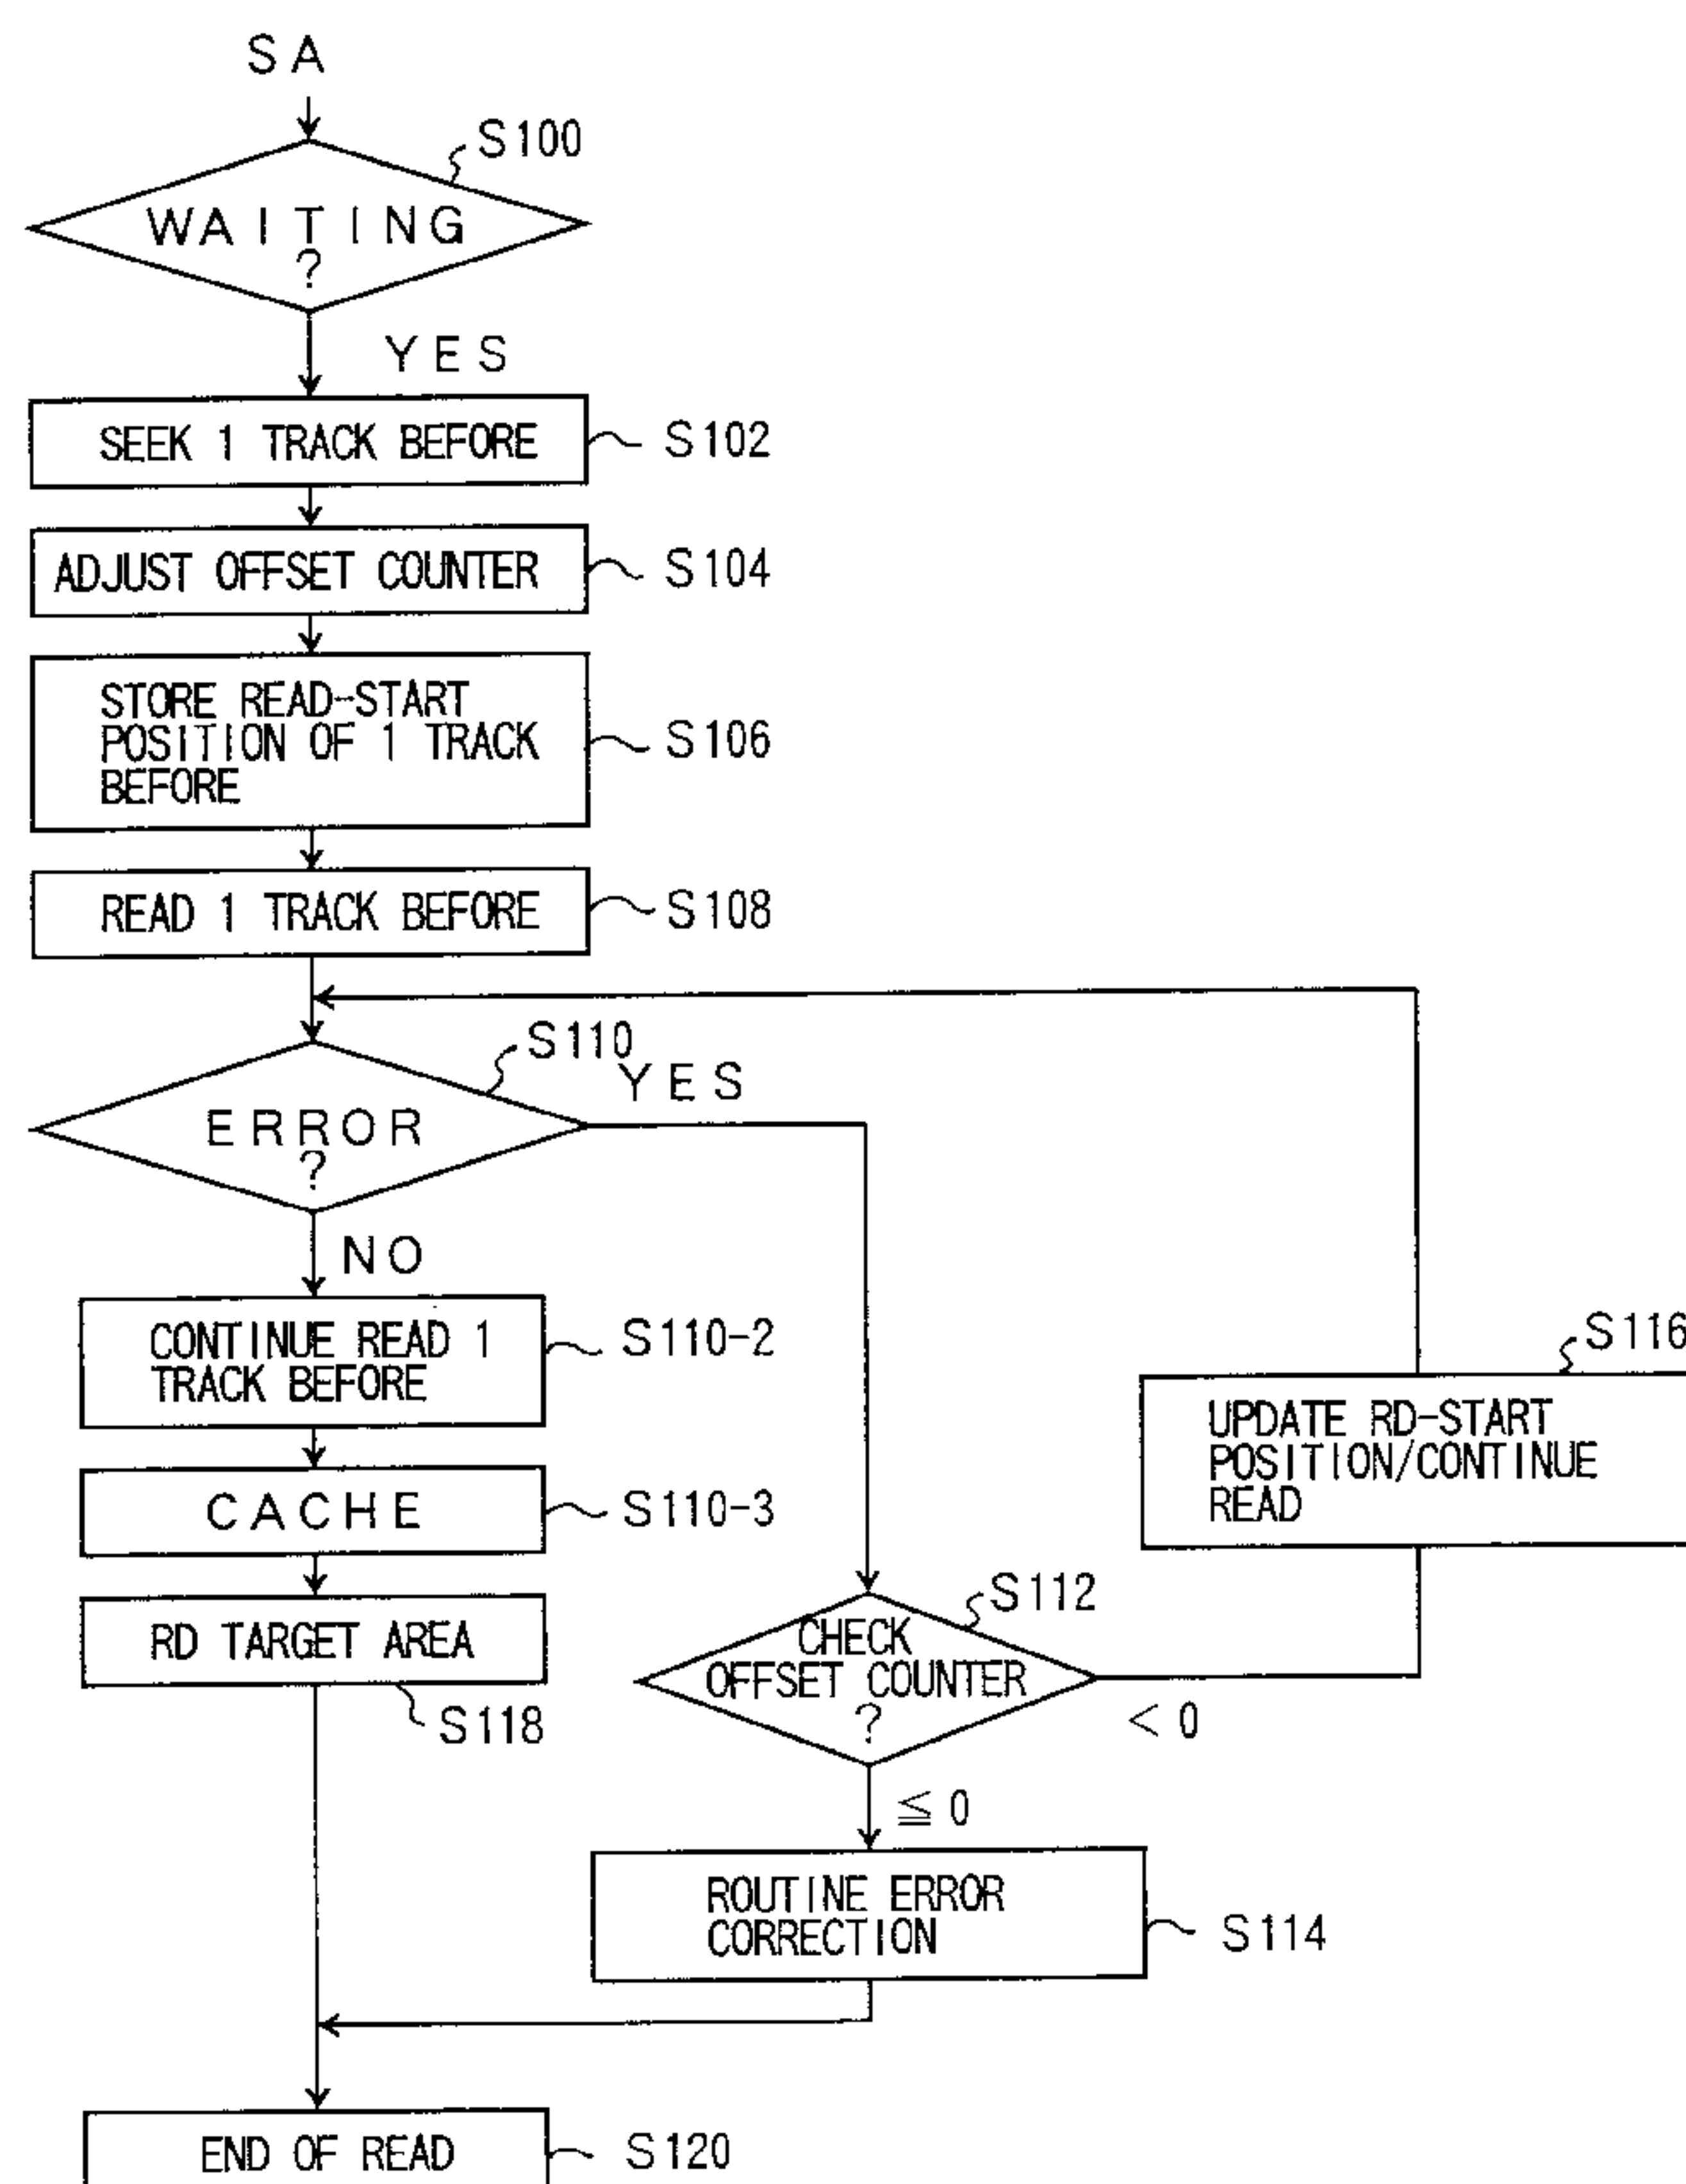 SA
S100
WAITING
?
YES
SEEK 1 TRACK BEFORE
S102
ADJUST OFFSET COUNTER
S104
STORE READ-START
POSITION OF 1 TRACK
BEFORE
S106
READ 1 TRACK BEFORE
S108
S110
YES
ERROR
?
NO
CONTINUE READ 1
TRACK BEFORE
S110-2
CACHE
S110-3
RD TARGET AREA
S118
S116
UPDATE RD-START
POSITION/CONTINUE
READ
S112
CHECK
OFFSET COUNTER
?
< 0
≦ 0
ROUTINE ERROR
CORRECTION
S114
END OF READ
S120